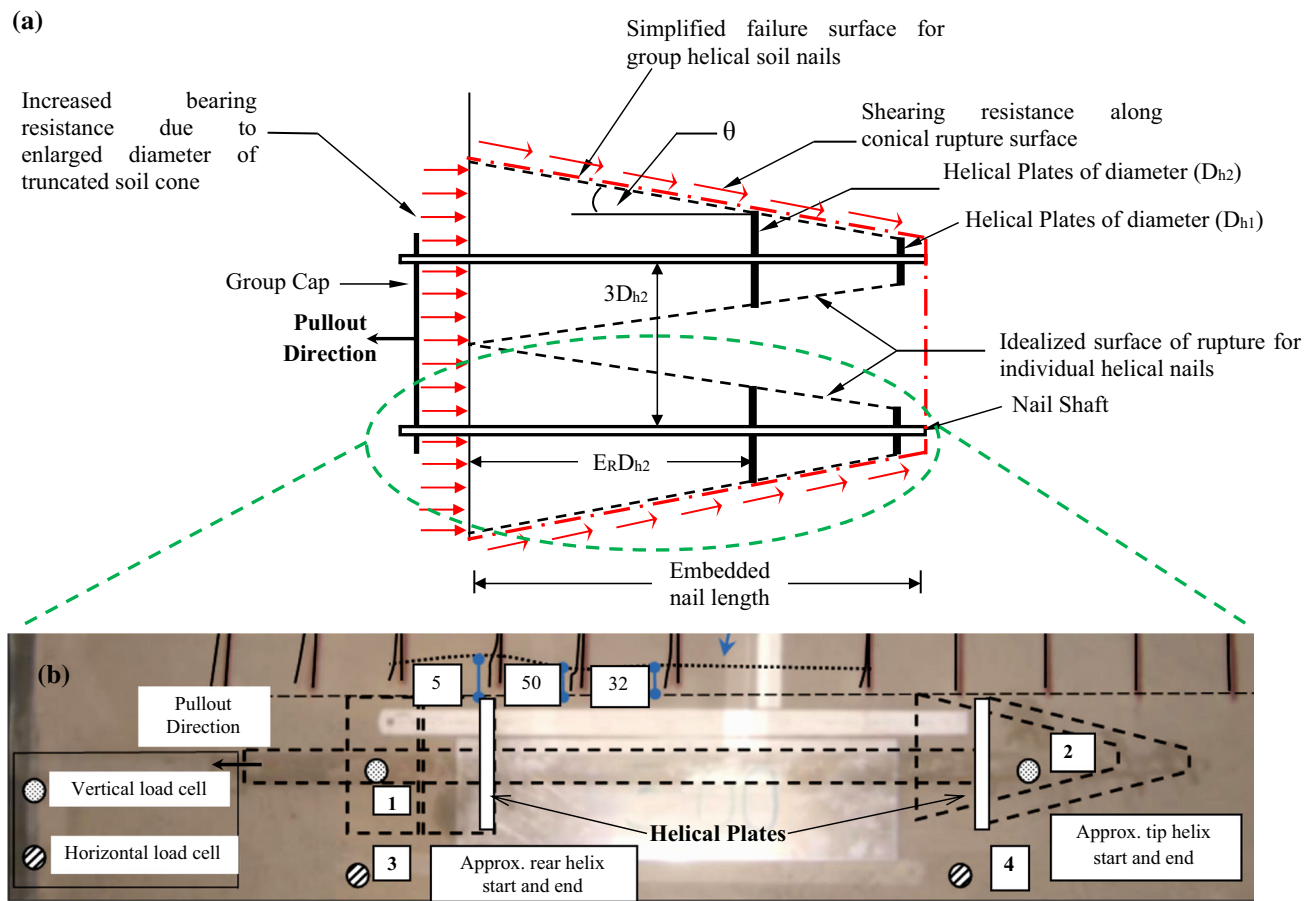 (a)
Simplified failure surface for
group helical soil nails
Increased bearing
resistance due to
enlarged diameter of
truncated soil cone
θ
Shearing resistance along
conical rupture surface
Helical Plates of diameter (Dh2)
Helical Plates of diameter (Dh1)
Group Cap
3Dh2
Pullout
Direction
Idealized surface of rupture for
individual helical nails
Nail Shaft
ERDh2
Embedded
nail length
(b)
5
50
32
Pullout
Direction
Vertical load cell
1
2
Helical Plates
Horizontal load cell
3
Approx. rear helix
start and end
4
Approx. tip helix
start and end